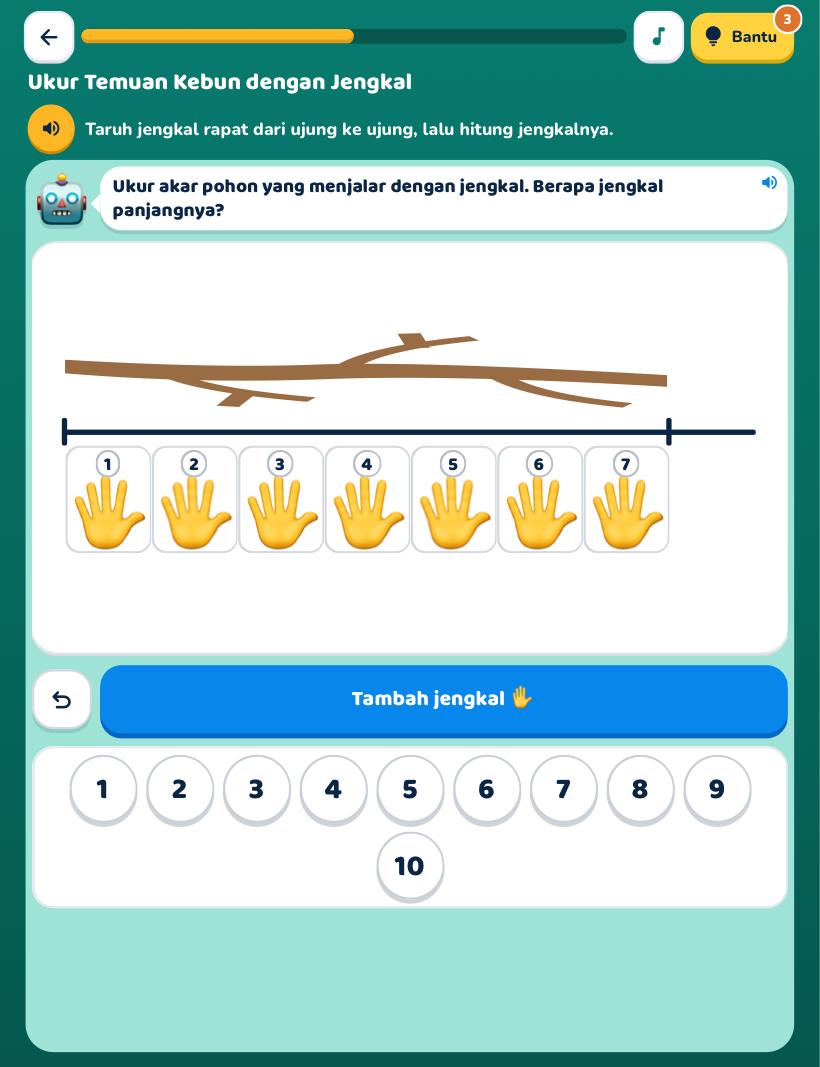 3
Bantu
Ukur Temuan Kebun dengan Jengkal
Taruh jengkal rapat dari ujung ke ujung, lalu hitung jengkalnya.
Ukur akar pohon yang menjalar dengan jengkal. Berapa jengkal
panjangnya?
1 2 3 4 5 6 7
Tambah jengkal
1 2 3 4 5 6 7 8 9
10